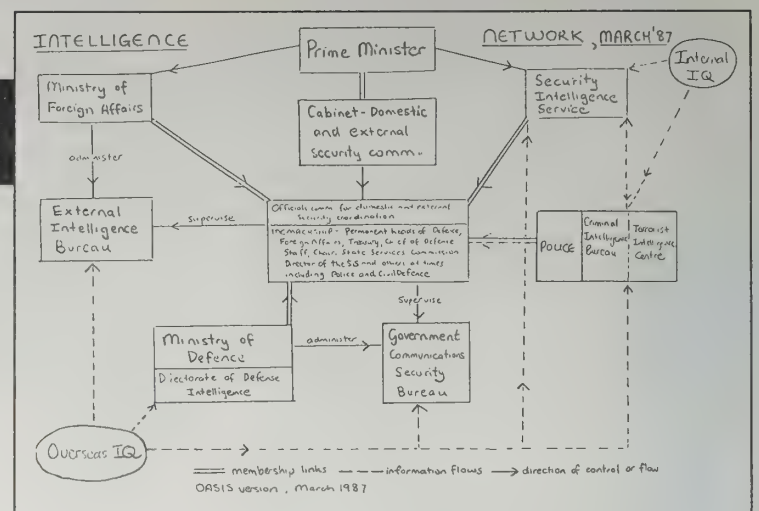 INTELLIGENCE
NETWORK, MARCH '87
Prime Minister
Ministry of
Foreign Affairs
Cabinet - Domestic
and external
security comm.
Security
Intelligence
Service
Internal
IQ
administer
External
Intelligence
Bureau
supervise
Officials comm for domestic and external
Security coordination
MEMBERSHIP - Permanent heads of Defence,
Foreign Affairs, Treasury, Ch of Defence
Staff, Chair. State Services Commission
Director of the SIS and others at times
including Police and Civil Defence
POLICE
Criminal
Intelligence
Bureau
Terrorist
Intelligence
Centre
Supervise
Ministry of
Defence
Directorate of Defense
Intelligence
administer
Government
Communications
Security
Bureau
Overseas IQ
membership links
information flows
direction of control or flow
OASIS version, March 1987